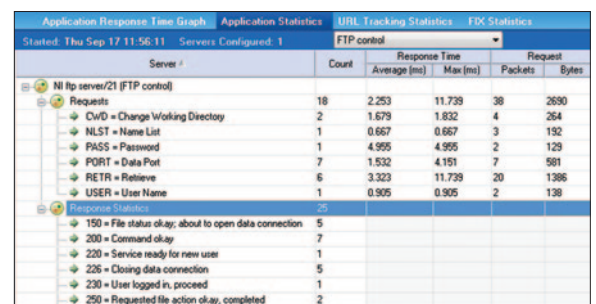 Application Response Time Graph Application Statistics URL Tracking Statistics FIX Statistics
Started: Thu Sep 17 11:56:11 Servers Configured: 1 FTP control
Server Count Response Time Request
Average (ms) Max (ms) Packets Bytes
NI ftp server/21 (FTP control)
Requests 18 2.253 11.739 38 2690
CWD = Change Working Directory 2 1.679 1.832 4 264
NLST = Name List 1 0.667 0.667 3 192
PASS = Password 1 4.955 4.955 2 129
PORT = Data Port 7 1.532 4.151 7 581
RETR = Retrieve 6 3.323 11.739 20 1386
USER = User Name 1 0.905 0.905 2 138
Response Statistics 25
150 = File status okay; about to open data connection 5
200 = Command okay 7
220 = Service ready for new user 1
226 = Closing data connection 5
230 = User logged in, proceed 1
250 = Requested file action okay, completed 2